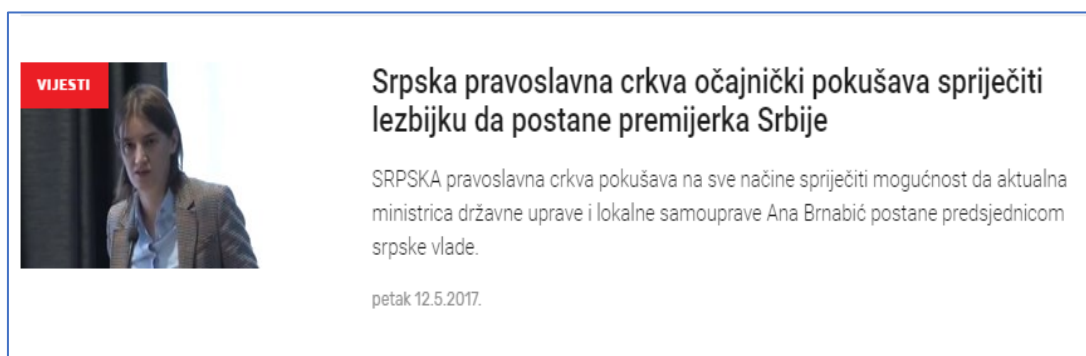 VIJESTI
Srpska pravoslavna crkva očajnički pokušava spriječiti
lezbijku da postane premijerka Srbije
SRPSKA pravoslavna crkva pokušava na sve načine spriječiti mogućnost da aktualna
ministrica državne uprave i lokalne samouprave Ana Brnabić postane predsjednicom
srpske vlade.
petak 12.5.2017.